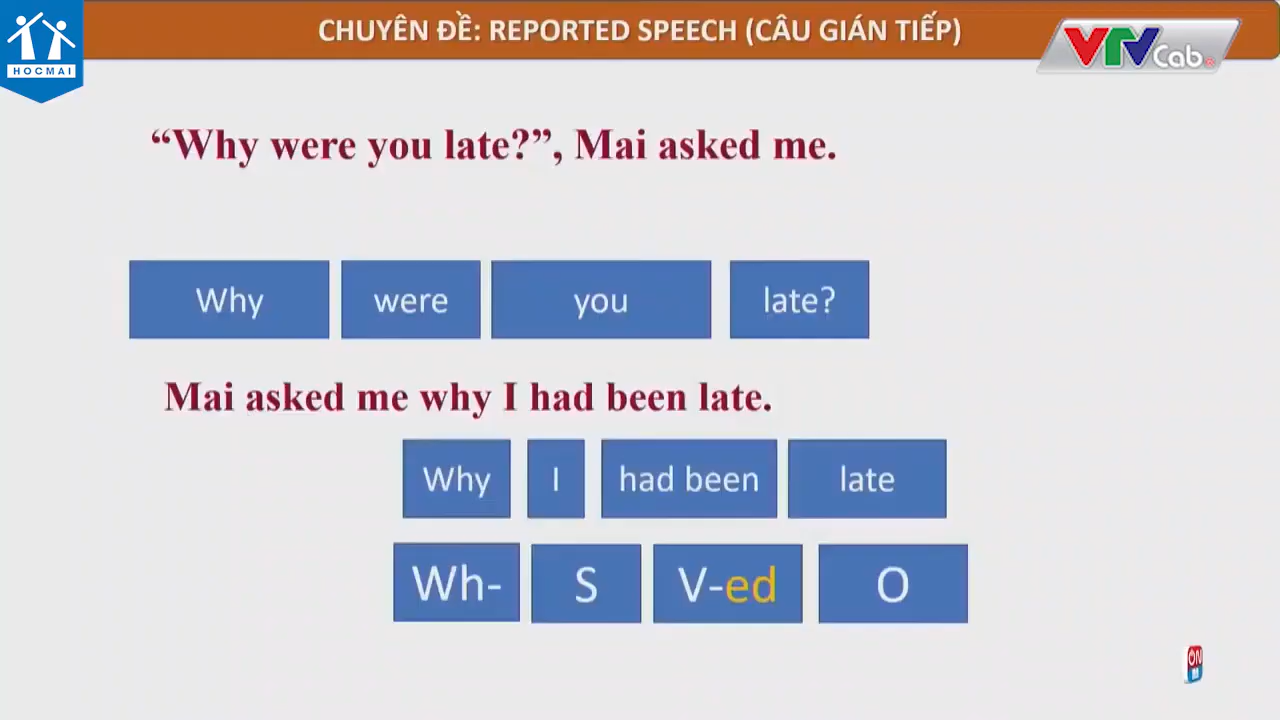 CHUYÊN ĐỀ: REPORTED SPEECH (CÂU GIÁN TIẾP)
HOCMAI
VTVCab
“Why were you late?”, Mai asked me.
Why were you late?
Mai asked me why I had been late.
Why I had been late
Wh- S V-ed O
ON